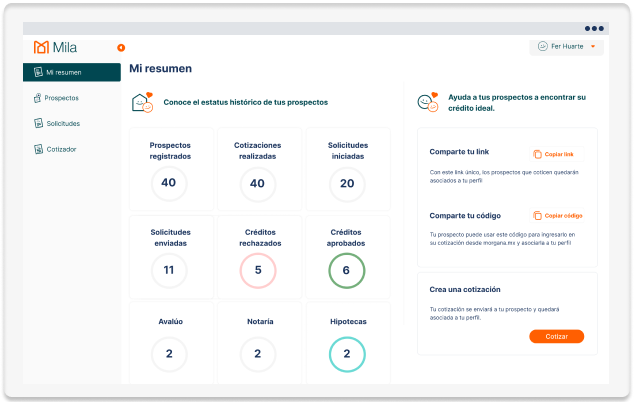 Mila
Fer Huarte
Mi resumen
Prospectos
Solicitudes
Cotizador
Mi resumen
Conoce el estatus histórico de tus prospectos
Prospectos
registrados
40
Cotizaciones
realizadas
40
Solicitudes
iniciadas
20
Solicitudes
enviadas
11
Créditos
rechazados
5
Créditos
aprobados
6
Avalúo
2
Notaría
2
Hipotecas
2
Ayuda a tus prospectos a encontrar su
crédito ideal.
Comparte tu link
Copiar link
Con este link único, los prospectos que coticen quedarán
asociados a tu perfil
Comparte tu código
Copiar código
Tu prospecto puede usar este código para ingresarlo en
su cotización desde morgana.mx y asociarla a tu perfil
Crea una cotización
Tu cotización se enviará a tu prospecto y quedará
asociada a tu perfil.
Cotizar